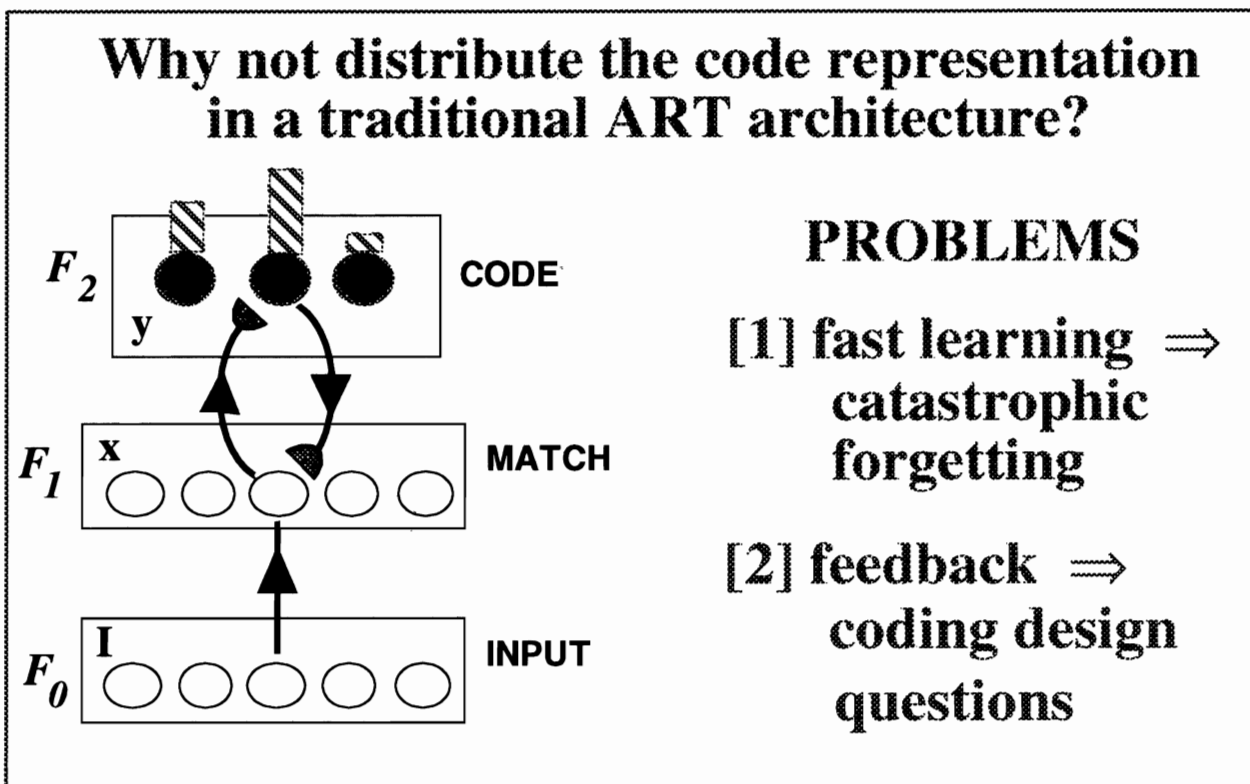 Why not distribute the code representation
in a traditional ART architecture?
F2
CODE
y
F1
x
MATCH
F0
I
INPUT
PROBLEMS
[1] fast learning ⇒
catastrophic
forgetting
[2] feedback ⇒
coding design
questions